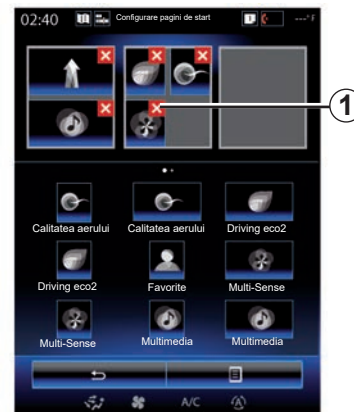 02:40 Configurare pagini de start ---° F
1
Calitatea aerului Calitatea aerului Driving eco2
Driving eco2 Favorite Multi-Sense
Multi-Sense Multimedia Multimedia
A/C